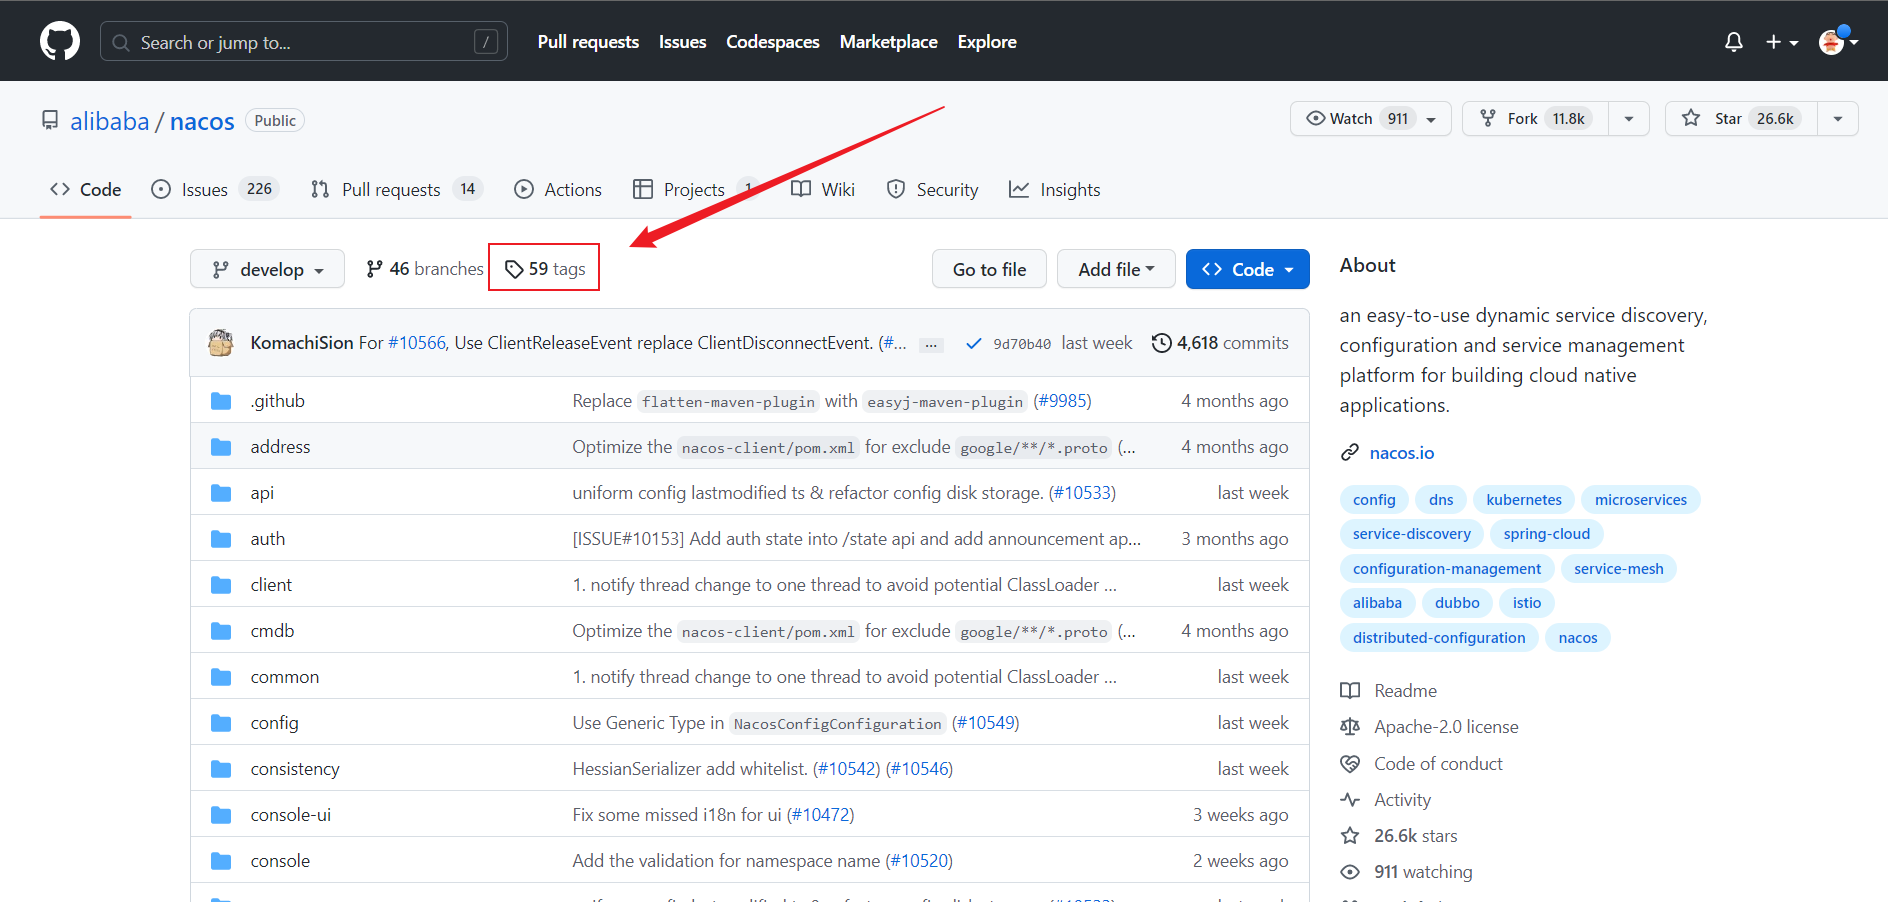 Search or jump to... /
Pull requests Issues Codespaces Marketplace Explore
alibaba / nacos Public
Watch 911 Fork 11.8k Star 26.6k
Code Issues 226 Pull requests 14 Actions Projects 1 Wiki Security Insights
develop 46 branches 59 tags Go to file Add file Code
KomachiSion For #10566, Use ClientReleaseEvent replace ClientDisconnectEvent. (#... ... 9d70b40 last week 4,618 commits
.github Replace flatten-maven-plugin with easyj-maven-plugin (#9985) 4 months ago
address Optimize the nacos-client/pom.xml for exclude google/**/*.proto (... 4 months ago
api uniform config lastmodified ts & refactor config disk storage. (#10533) last week
auth [ISSUE#10153] Add auth state into /state api and add announcement ap... 3 months ago
client 1. notify thread change to one thread to avoid potential ClassLoader ... last week
cmdb Optimize the nacos-client/pom.xml for exclude google/**/*.proto (... 4 months ago
common 1. notify thread change to one thread to avoid potential ClassLoader ... last week
config Use Generic Type in NacosConfigConfiguration (#10549) last week
consistency HessianSerializer add whitelist. (#10542) (#10546) last week
console-ui Fix some missed i18n for ui (#10472) 3 weeks ago
console Add the validation for namespace name (#10520) 2 weeks ago
About
an easy-to-use dynamic service discovery,
configuration and service management
platform for building cloud native
applications.
nacos.io
config dns kubernetes microservices
service-discovery spring-cloud
configuration-management service-mesh
alibaba dubbo istio
distributed-configuration nacos
Readme
Apache-2.0 license
Code of conduct
Activity
26.6k stars
911 watching